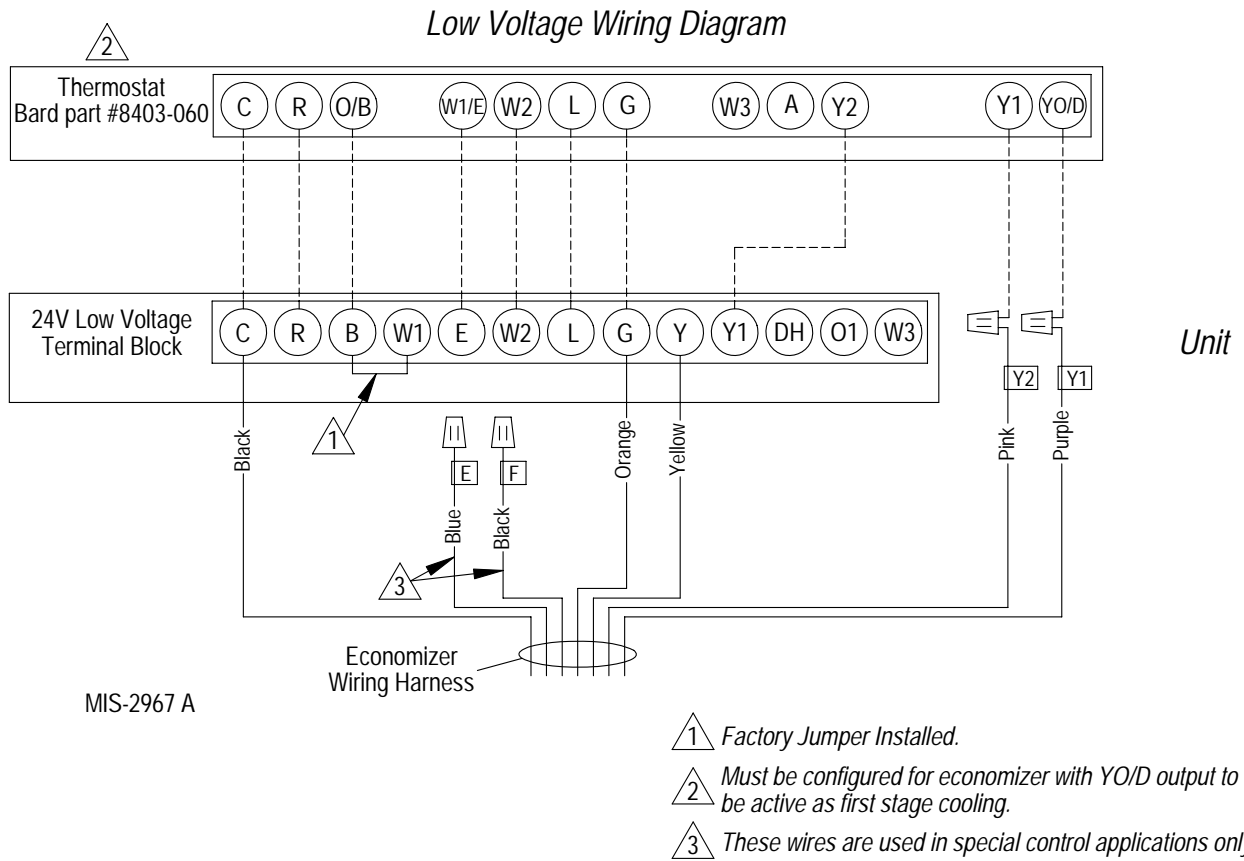 Low Voltage Wiring Diagram
2
Thermostat
Bard part #8403-060
C R O/B W1/E W2 L G W3 A Y2 Y1 YO/D
24V Low Voltage
Terminal Block
C R B W1 E W2 L G Y Y1 DH O1 W3
Unit
Y2 Y1
1
E F
Black
Blue
Black
Orange
Yellow
Pink
Purple
3
Economizer
Wiring Harness
MIS-2967 A
1 Factory Jumper Installed.
2 Must be configured for economizer with YO/D output to
be active as first stage cooling.
3 These wires are used in special control applications only